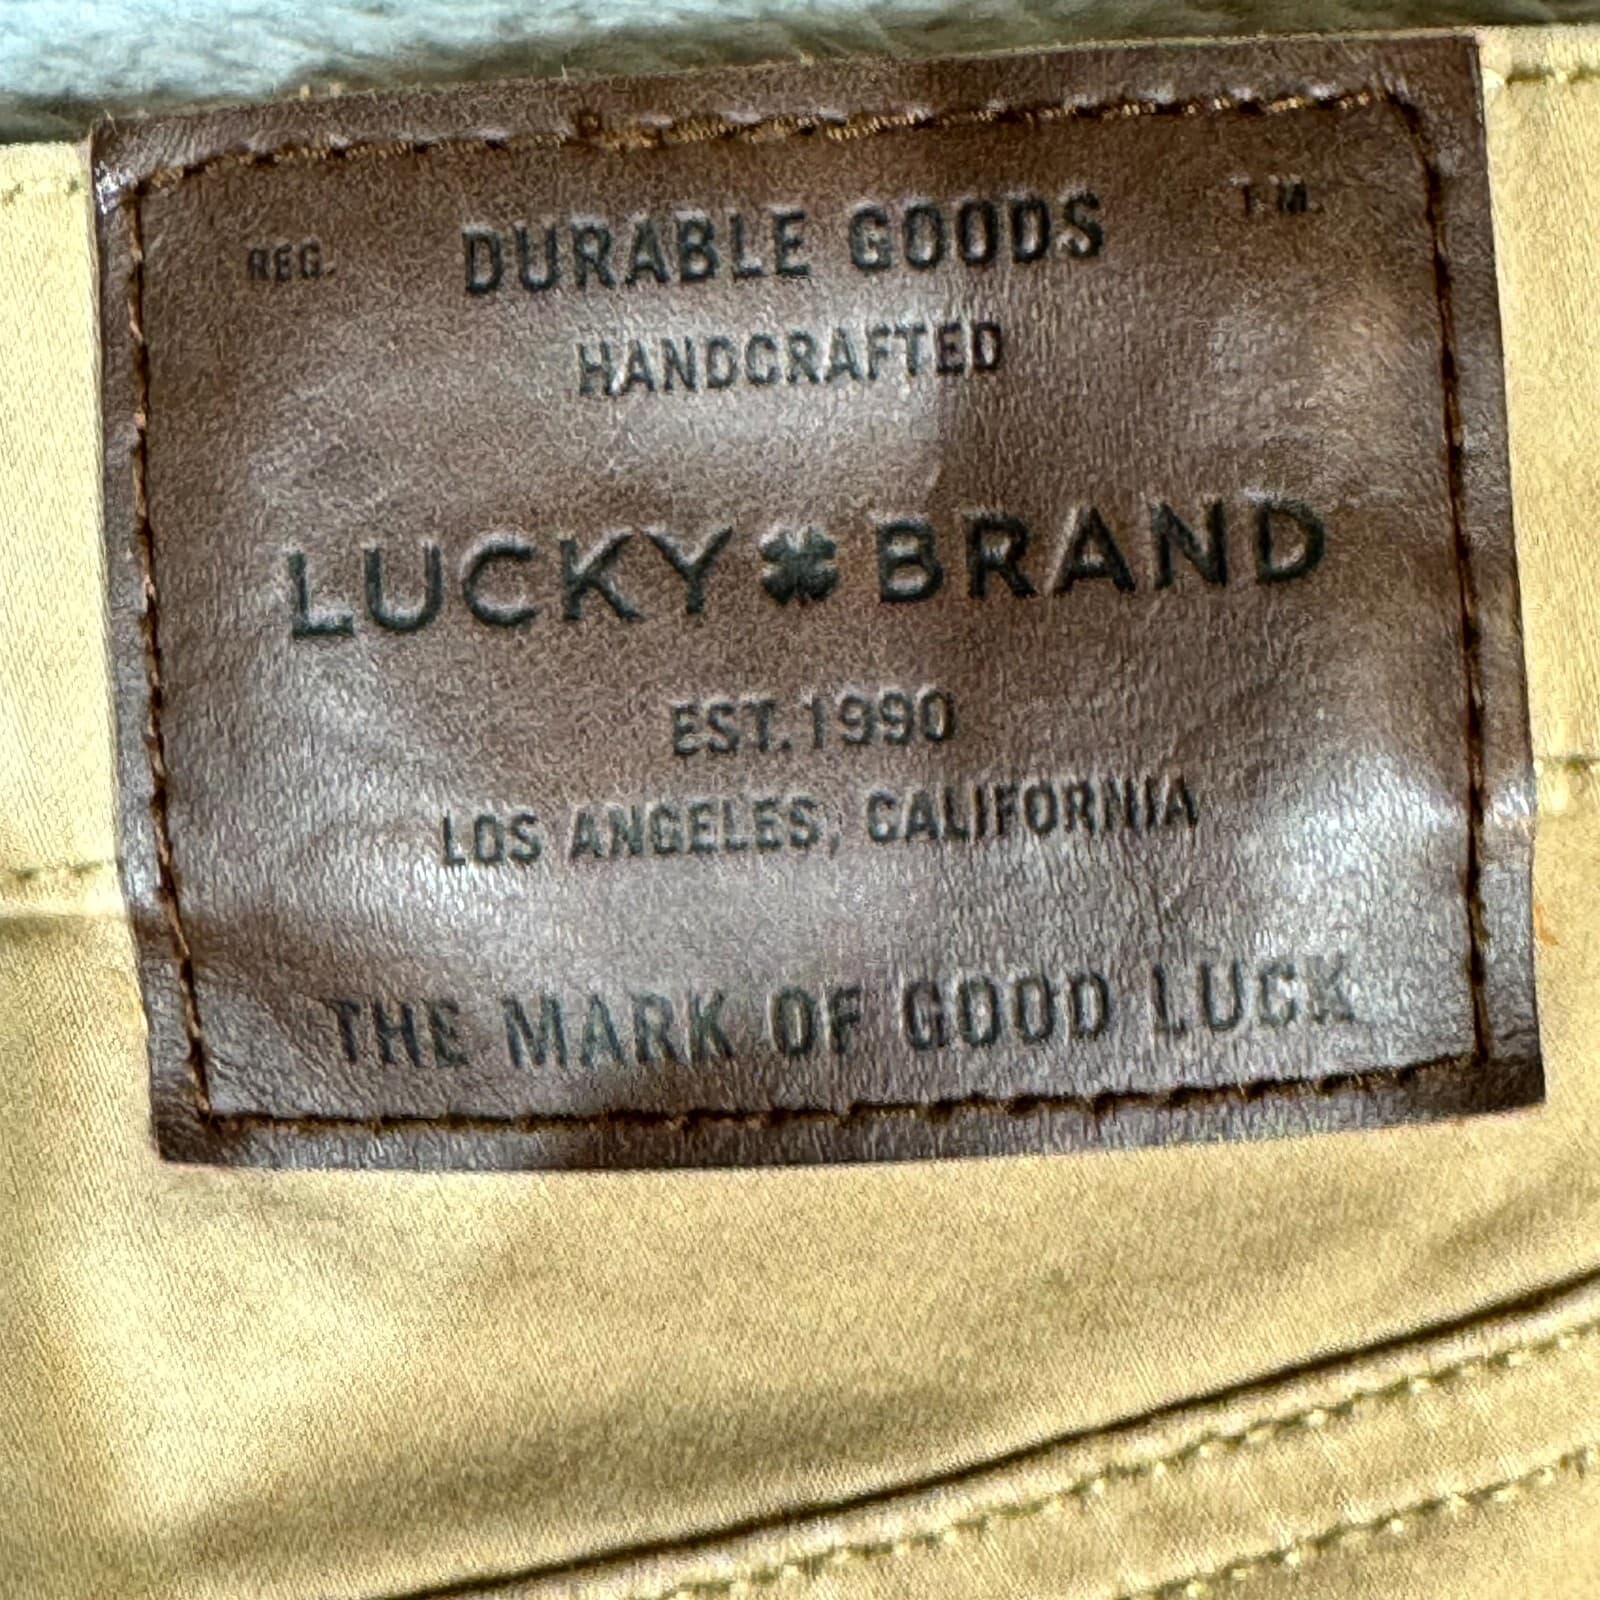 REG. DURABLE GOODS T.M.
HANDCRAFTED
LUCKY BRAND
EST. 1990
LOS ANGELES, CALIFORNIA
THE MARK OF GOOD LUCK